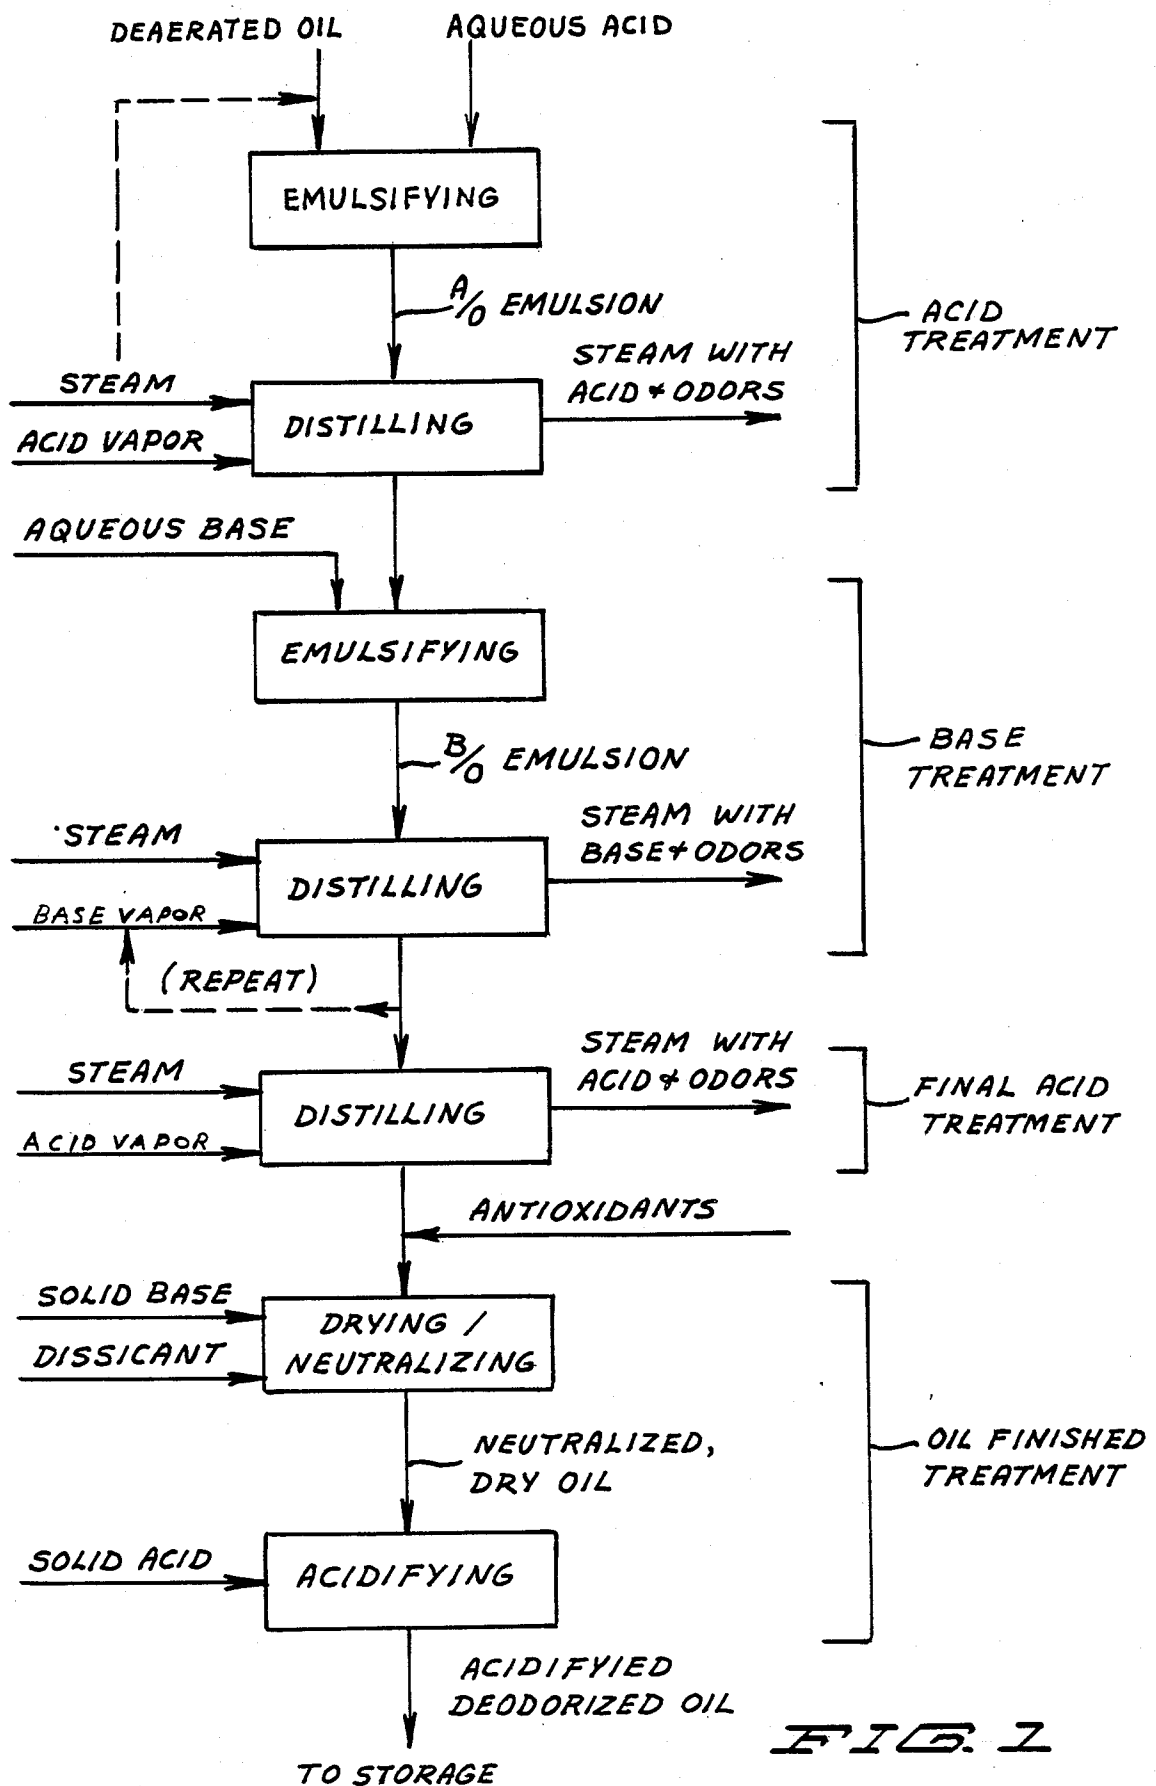 DEAERATED OIL
AQUEOUS ACID
EMULSIFYING
A/O EMULSION
STEAM
ACID VAPOR
DISTILLING
STEAM WITH
ACID & ODORS
ACID
TREATMENT
AQUEOUS BASE
EMULSIFYING
B/O EMULSION
STEAM
BASE VAPOR
DISTILLING
STEAM WITH
BASE & ODORS
BASE
TREATMENT
(REPEAT)
STEAM
ACID VAPOR
DISTILLING
STEAM WITH
ACID & ODORS
FINAL ACID
TREATMENT
ANTIOXIDANTS
SOLID BASE
DISSICANT
DRYING /
NEUTRALIZING
NEUTRALIZED,
DRY OIL
OIL FINISHED
TREATMENT
SOLID ACID
ACIDIFYING
ACIDIFYIED
DEODORIZED OIL
TO STORAGE
FIG. 1